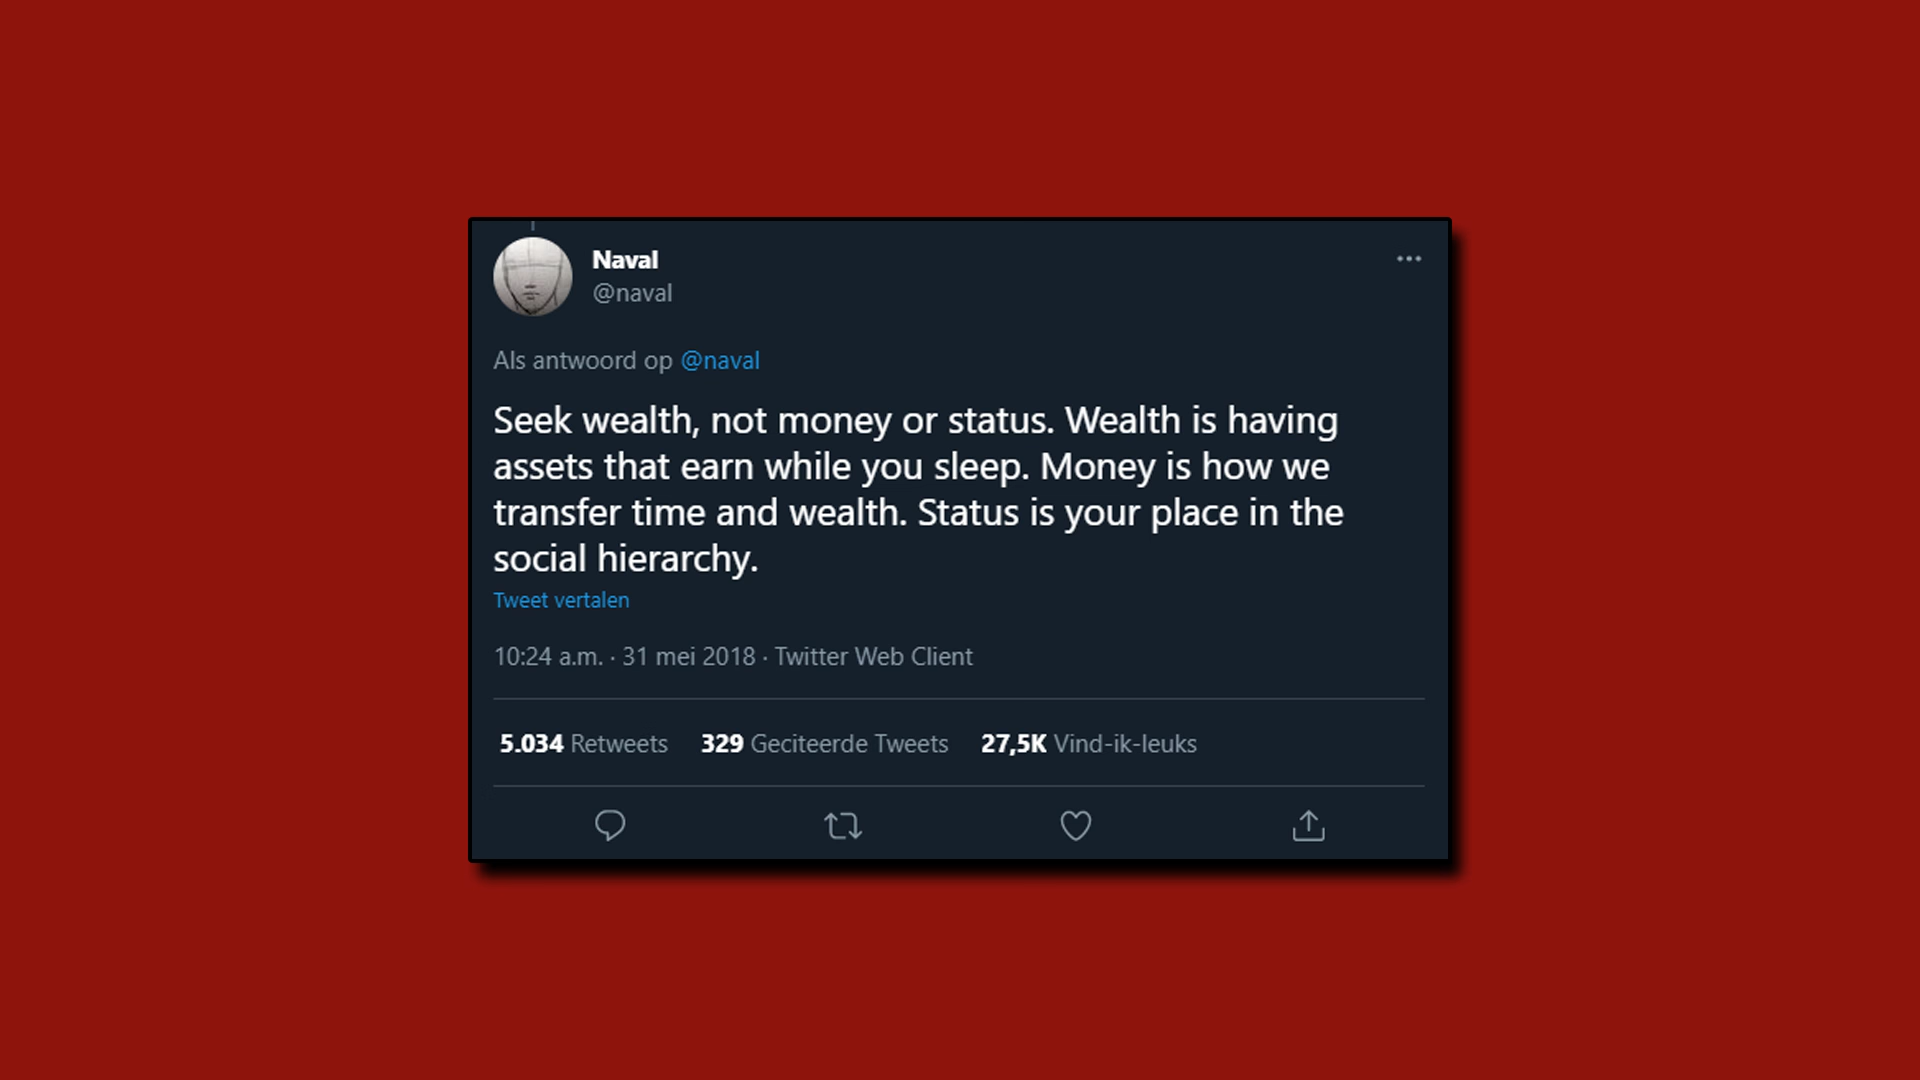 Naval
@naval
Als antwoord op @naval
Seek wealth, not money or status. Wealth is having
assets that earn while you sleep. Money is how we
transfer time and wealth. Status is your place in the
social hierarchy.
Tweet vertalen
10:24 a.m. · 31 mei 2018 · Twitter Web Client
5.034 Retweets 329 Geciteerde Tweets 27,5K Vind-ik-leuks